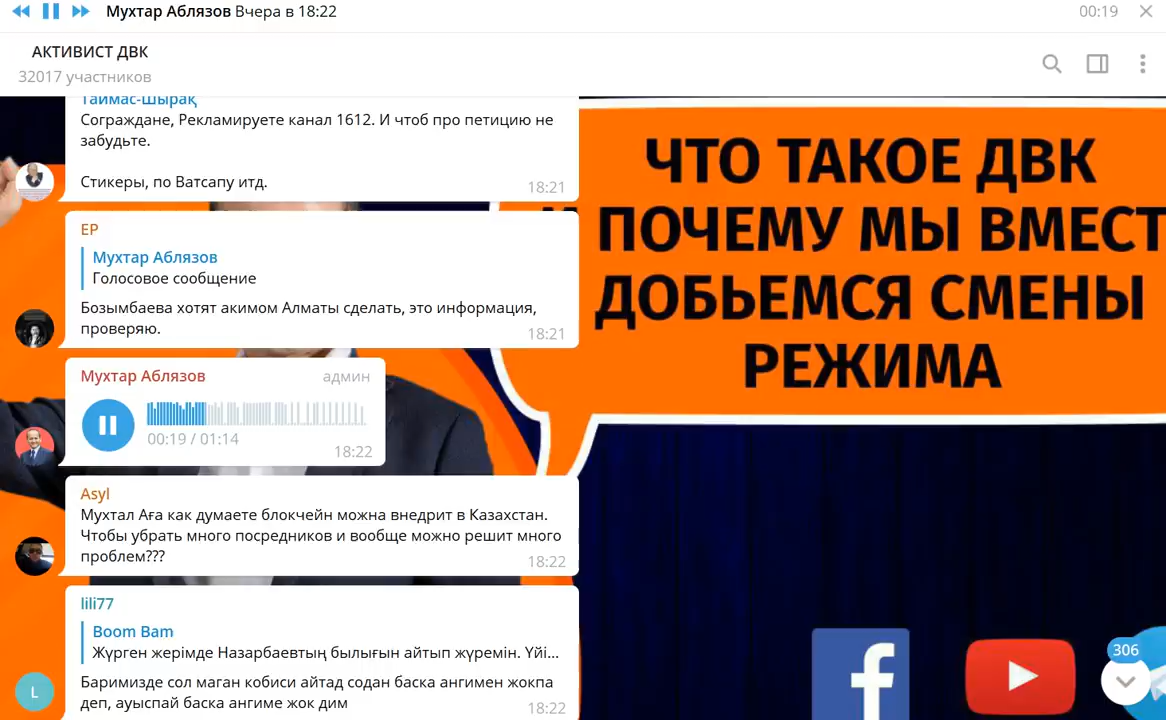 Мухтар Аблязов Вчера в 18:22
00:19
АКТИВИСТ ДВК
32017 участников
Таймас-Шырақ
Сограждане, Рекламируете канал 1612. И чтоб про петицию не
забудьте.
Стикеры, по Ватсапу итд.
18:21
EP
Мухтар Аблязов
Голосовое сообщение
Бозымбаева хотят акимом Алматы сделать, это информация,
проверяю.
18:21
Мухтар Аблязов
админ
00:19 / 01:14
18:22
Asyl
Мухтал Аға как думаете блокчейн можна внедрит в Казахстан.
Чтобы убрать много посредников и вообще можно решит много
проблем???
18:22
lili77
Boom Bam
Жүрген жерімде Назарбаевтың былығын айтып жүремін. Үйі...
Баримизде сол маган кобиси айтад содан баска ангимен жокпа
деп, ауыспай баска ангиме жок дим
18:22
L
ЧТО ТАКОЕ ДВК
ПОЧЕМУ МЫ ВМЕСТ
ДОБЬЕМСЯ СМЕНЫ
РЕЖИМА
f
306